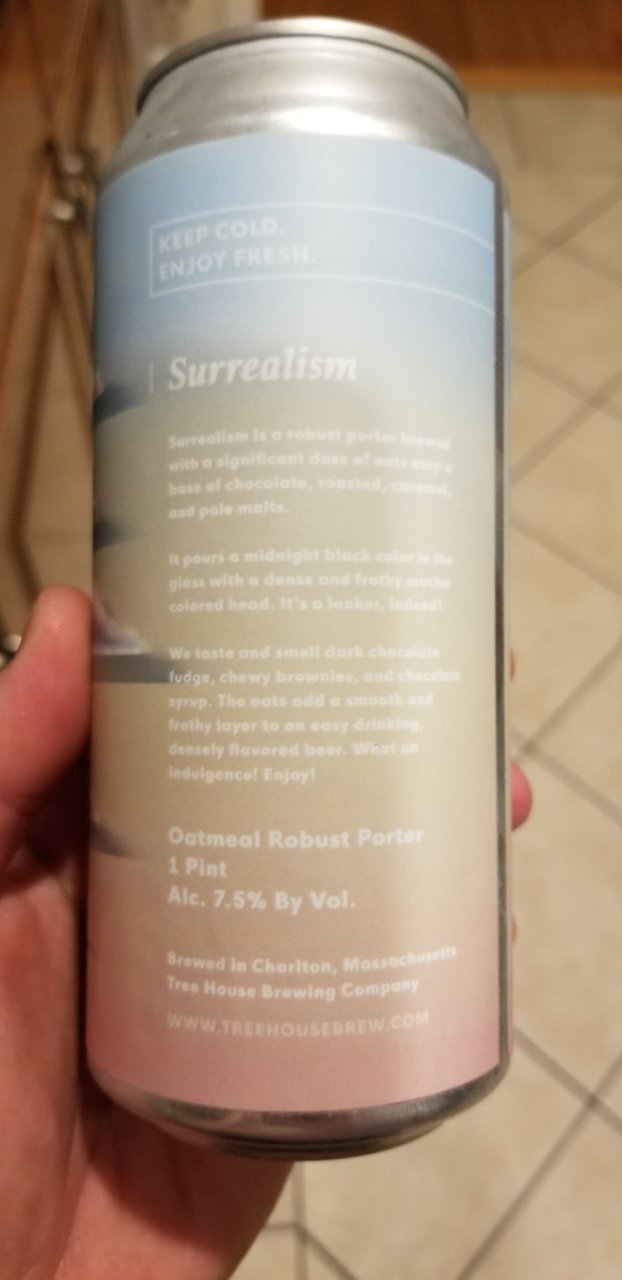 KEEP COLD.
ENJOY FRESH.
Surrealism
Surrealism is a robust porter brewed
with a significant dose of oats atop a
base of chocolate, roasted, caramel,
and pale malts.
It pours a midnight black color in the
glass with a dense and frothy mocha
colored head. It's a looker, indeed!
We taste and smell dark chocolate
fudge, chewy brownies, and chocolate
syrup. The oats add a smooth and
frothy layer to an easy drinking,
densely flavored beer. What an
indulgence! Enjoy!
Oatmeal Robust Porter
1 Pint
Alc. 7.5% By Vol.
Brewed in Charlton, Massachusetts
Tree House Brewing Company
WWW.TREEHOUSEBREW.COM